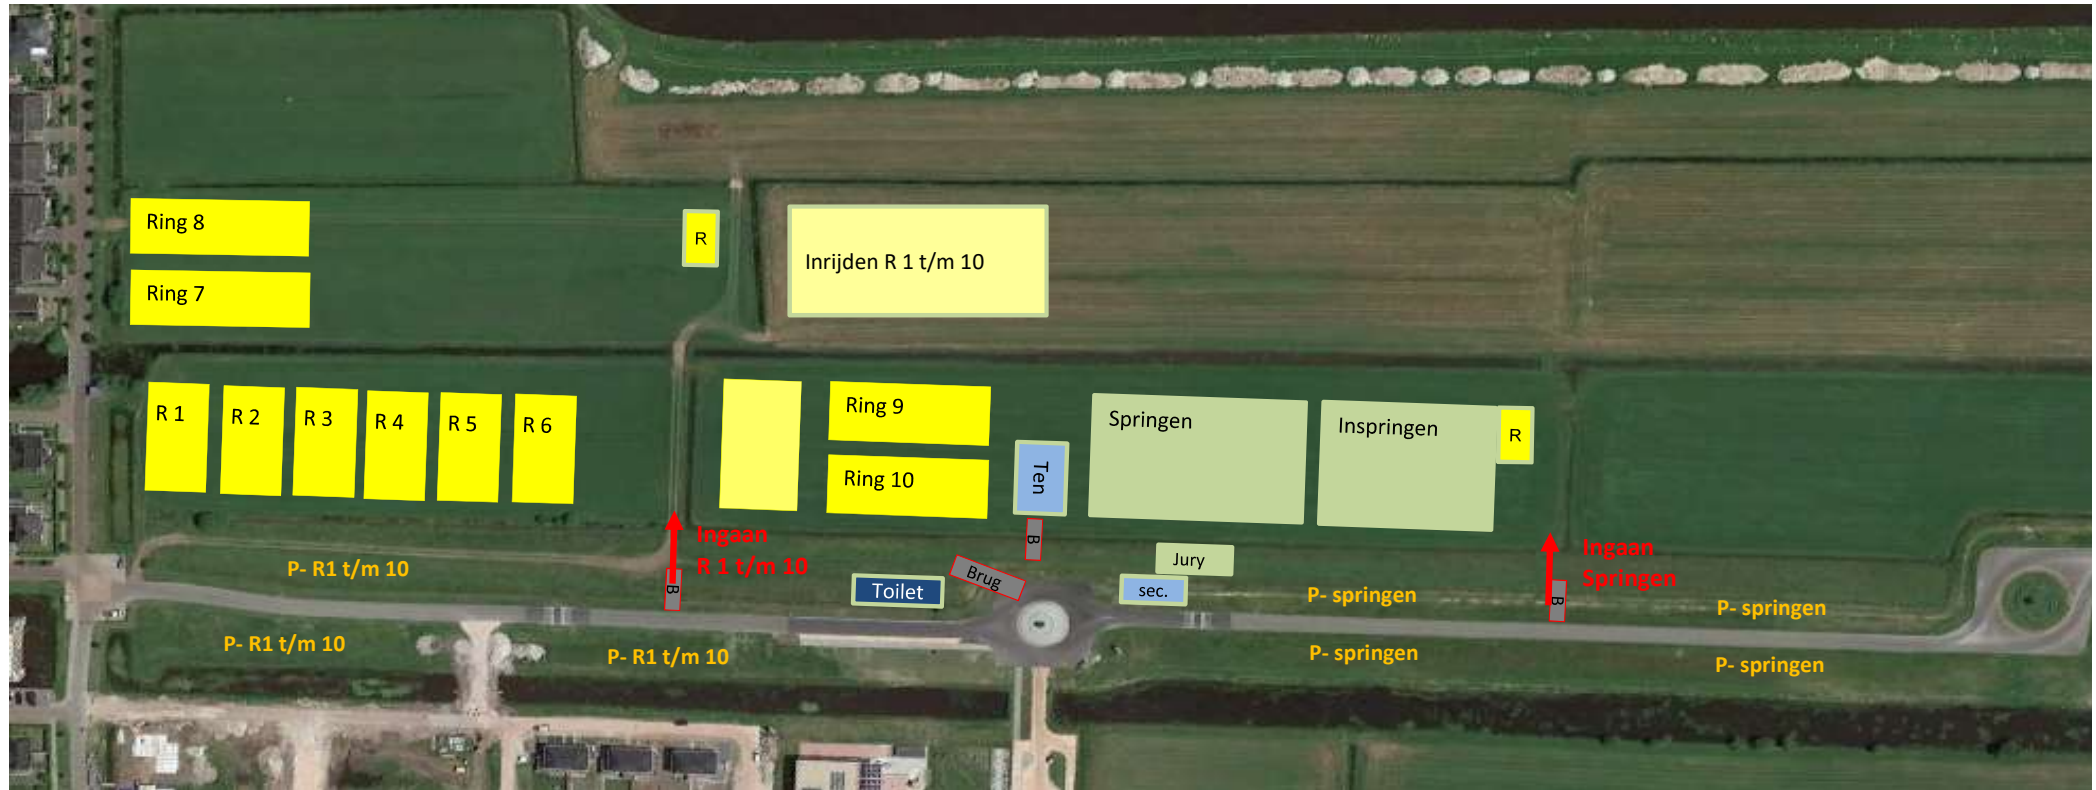 Ring 8
R
Inrijden R 1 t/m 10
Ring 7
R 1
R 2
R 3
R 4
R 5
R 6
Ring 9
Ring 10
Ten
Springen
Inspringen
R
Ingaan
R 1 t/m 10
B
B
Brug
Toilet
Jury
sec.
Ingaan
Springen
B
P- R1 t/m 10
P- R1 t/m 10
P- R1 t/m 10
P- springen
P- springen
P- springen
P- springen